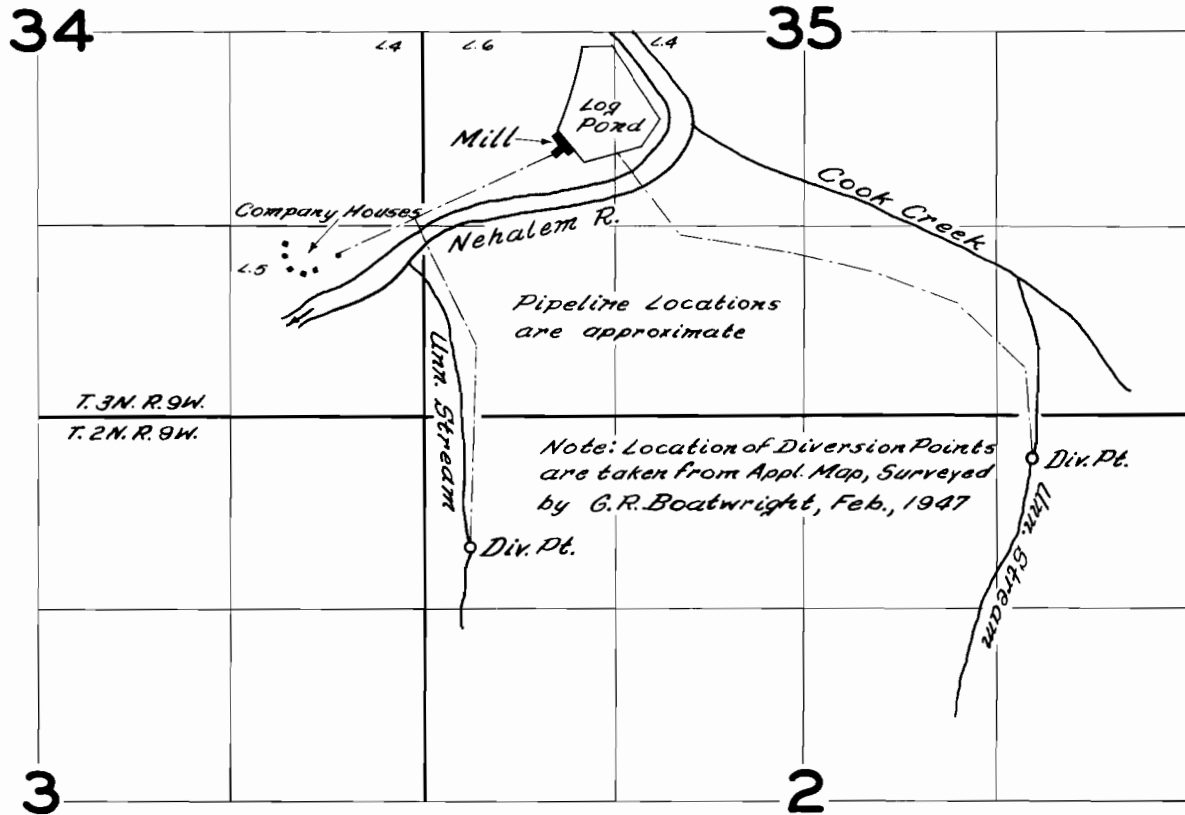 34
35
L.4
L.6
L.4
Log
Pond
Mill
Cook Creek
Company Houses
Nehalem R.
L.5
Pipeline Locations
are approximate
Unn. Stream
T. 3N. R. 9W.
T. 2N. R. 9W.
Note: Location of Diversion Points
are taken from Appl. Map, Surveyed
by G.R. Boatwright, Feb., 1947
Div. Pt.
Div. Pt.
Unn. Stream
3
2